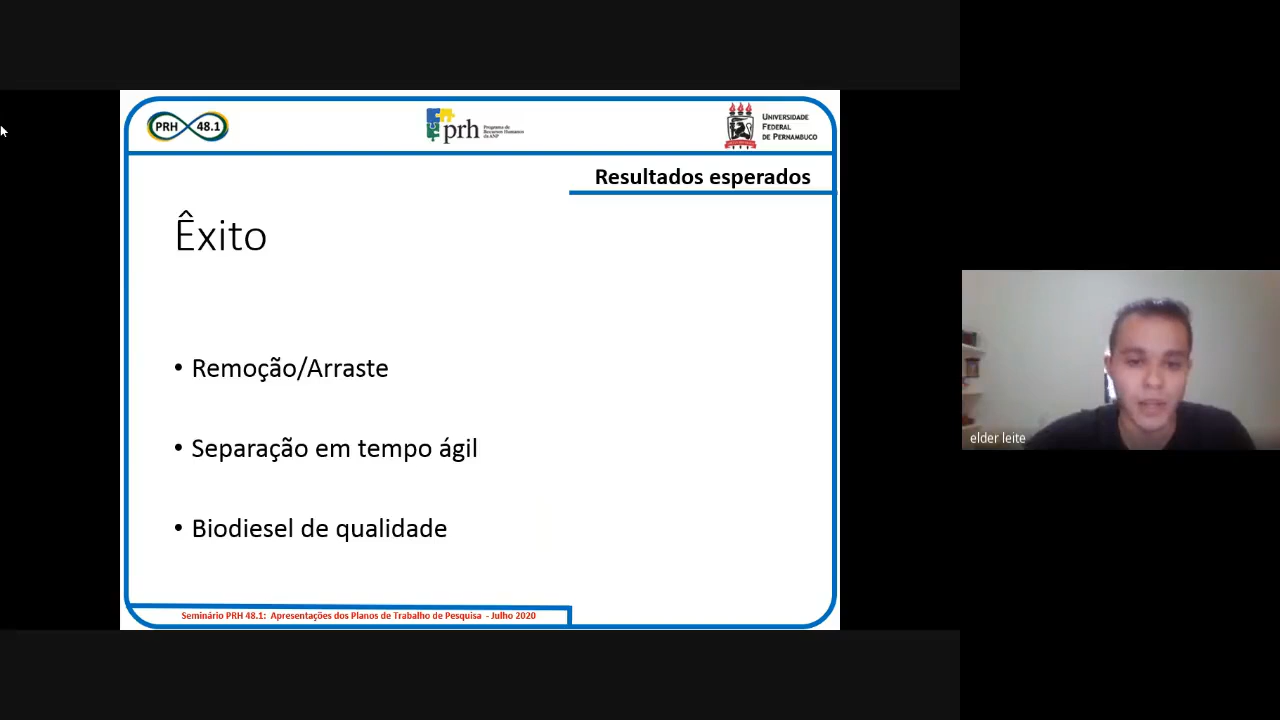 PRH 48.1
prh
Programa de
Recursos Humanos
da ANP
UNIVERSIDADE
FEDERAL
DE PERNAMBUCO
Resultados esperados
Êxito
• Remoção/Arraste
• Separação em tempo ágil
• Biodiesel de qualidade
Seminário PRH 48.1: Apresentações dos Planos de Trabalho de Pesquisa - Julho 2020
elder leite